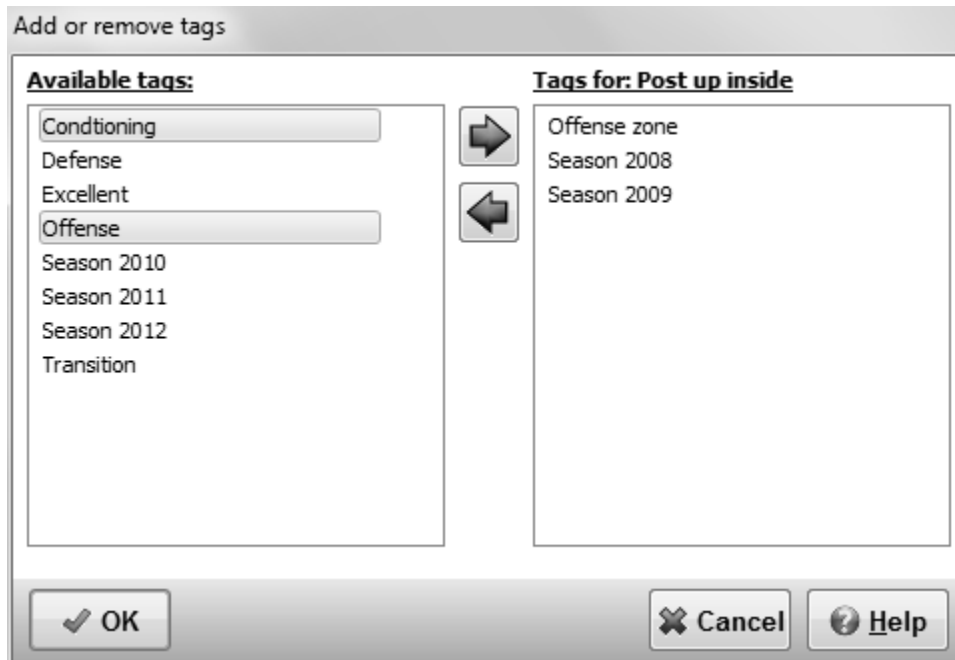 Add or remove tags
Available tags:
Condtioning
Defense
Excellent
Offense
Season 2010
Season 2011
Season 2012
Transition
Tags for: Post up inside
Offense zone
Season 2008
Season 2009
OK
Cancel
Help